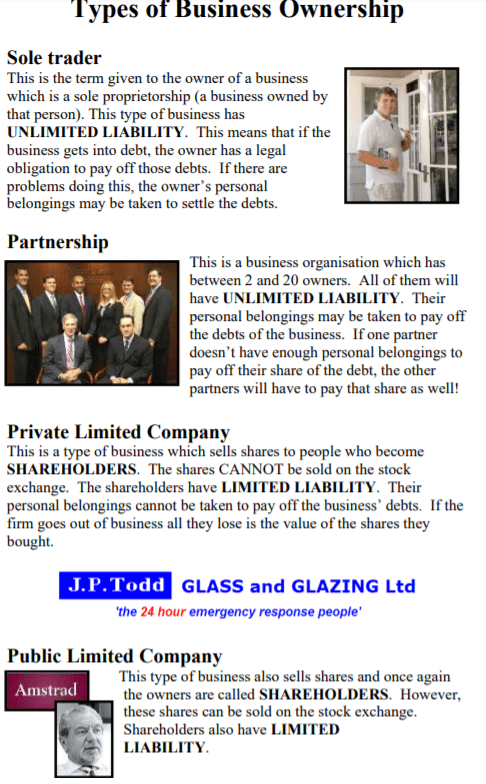 Types of Business Ownership
Sole trader
This is the term given to the owner of a business
which is a sole proprietorship (a business owned by
that person). This type of business has
UNLIMITED LIABILITY. This means that if the
business gets into debt, the owner has a legal
obligation to pay off those debts. If there are
problems doing this, the owner's personal
belongings may be taken to settle the debts.
Partnership
This is a business organisation which has
between 2 and 20 owners. All of them will
have UNLIMITED LIABILITY. Their
personal belongings may be taken to pay off
the debts of the business. If one partner
doesn't have enough personal belongings to
pay off their share of the debt, the other
partners will have to pay that share as well!
Private Limited Company
This is a type of business which sells shares to people who become
SHAREHOLDERS. The shares CANNOT be sold on the stock
exchange. The shareholders have LIMITED LIABILITY. Their
personal belongings cannot be taken to pay off the business' debts. If the
firm goes out of business all they lose is the value of the shares they
bought.
J.P.Todd GLASS and GLAZING Ltd
'the 24 hour emergency response people'
Public Limited Company
Amstrad
This type of business also sells shares and once again
the owners are called SHAREHOLDERS. However,
these shares can be sold on the stock exchange.
Shareholders also have LIMITED
LIABILITY.